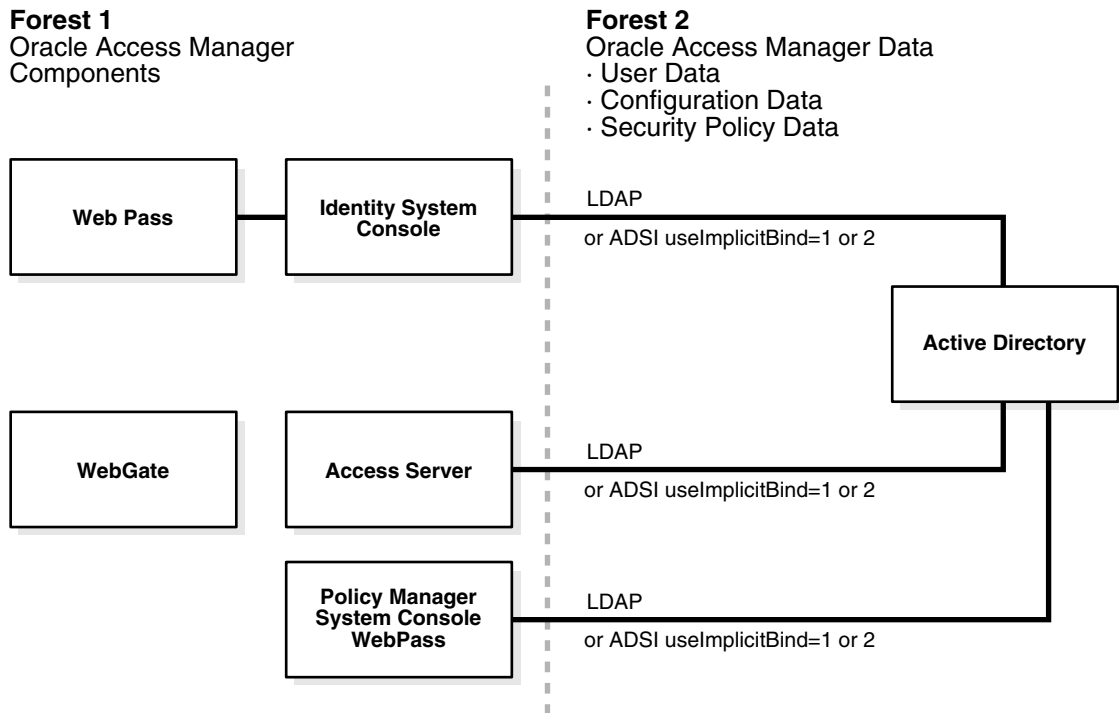 Forest 1
Oracle Access Manager
Components
Forest 2
Oracle Access Manager Data
· User Data
· Configuration Data
· Security Policy Data
Web Pass
Identity System
Console
LDAP
or ADSI useImplicitBind=1 or 2
Active Directory
WebGate
Access Server
LDAP
or ADSI useImplicitBind=1 or 2
Policy Manager
System Console
WebPass
LDAP
or ADSI useImplicitBind=1 or 2